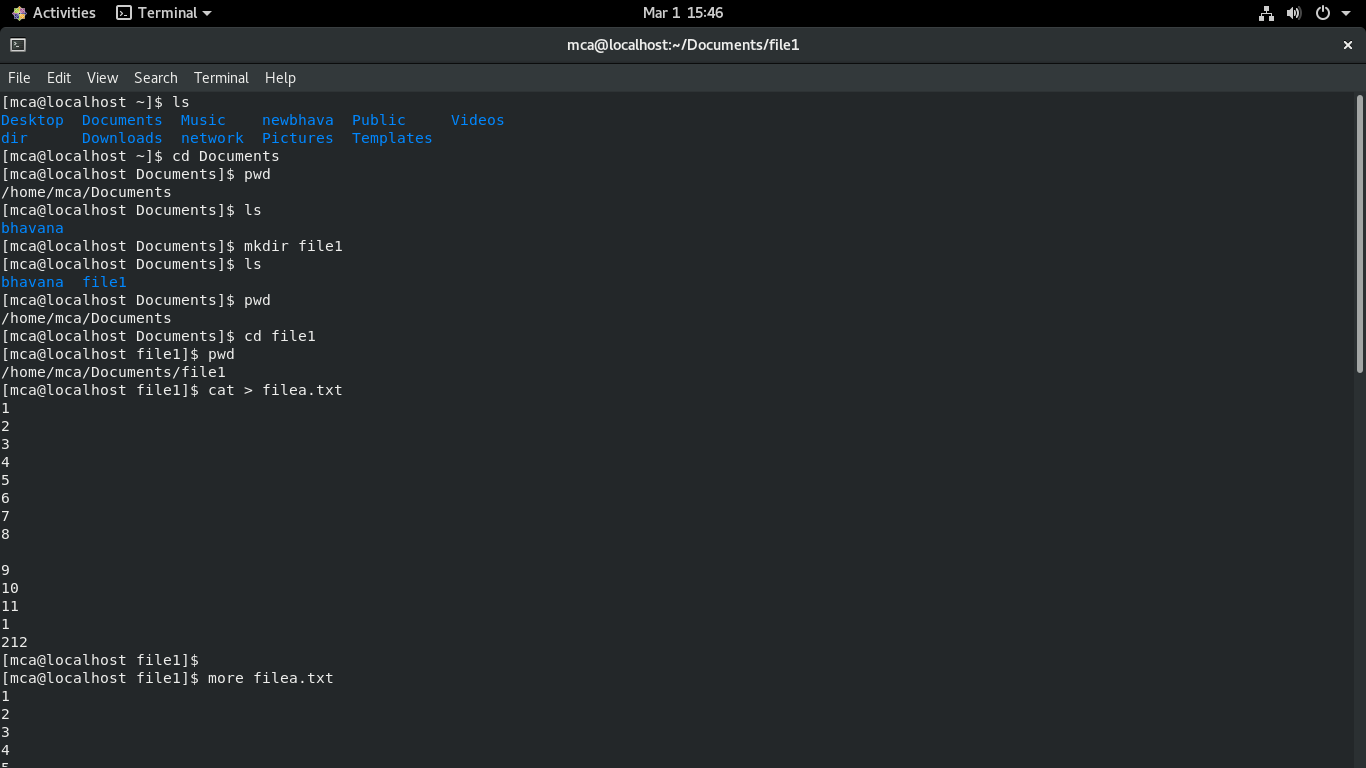 Activities Terminal Mar 1 15:46
mca@localhost:~/Documents/file1
File Edit View Search Terminal Help
[mca@localhost ~]$ ls
Desktop  Documents  Music    newbhava  Public     Videos
dir      Downloads  network  Pictures  Templates
[mca@localhost ~]$ cd Documents
[mca@localhost Documents]$ pwd
/home/mca/Documents
[mca@localhost Documents]$ ls
bhavana
[mca@localhost Documents]$ mkdir file1
[mca@localhost Documents]$ ls
bhavana  file1
[mca@localhost Documents]$ pwd
/home/mca/Documents
[mca@localhost Documents]$ cd file1
[mca@localhost file1]$ pwd
/home/mca/Documents/file1
[mca@localhost file1]$ cat > filea.txt
1
2
3
4
5
6
7
8

9
10
11
1
212
[mca@localhost file1]$
[mca@localhost file1]$ more filea.txt
1
2
3
4